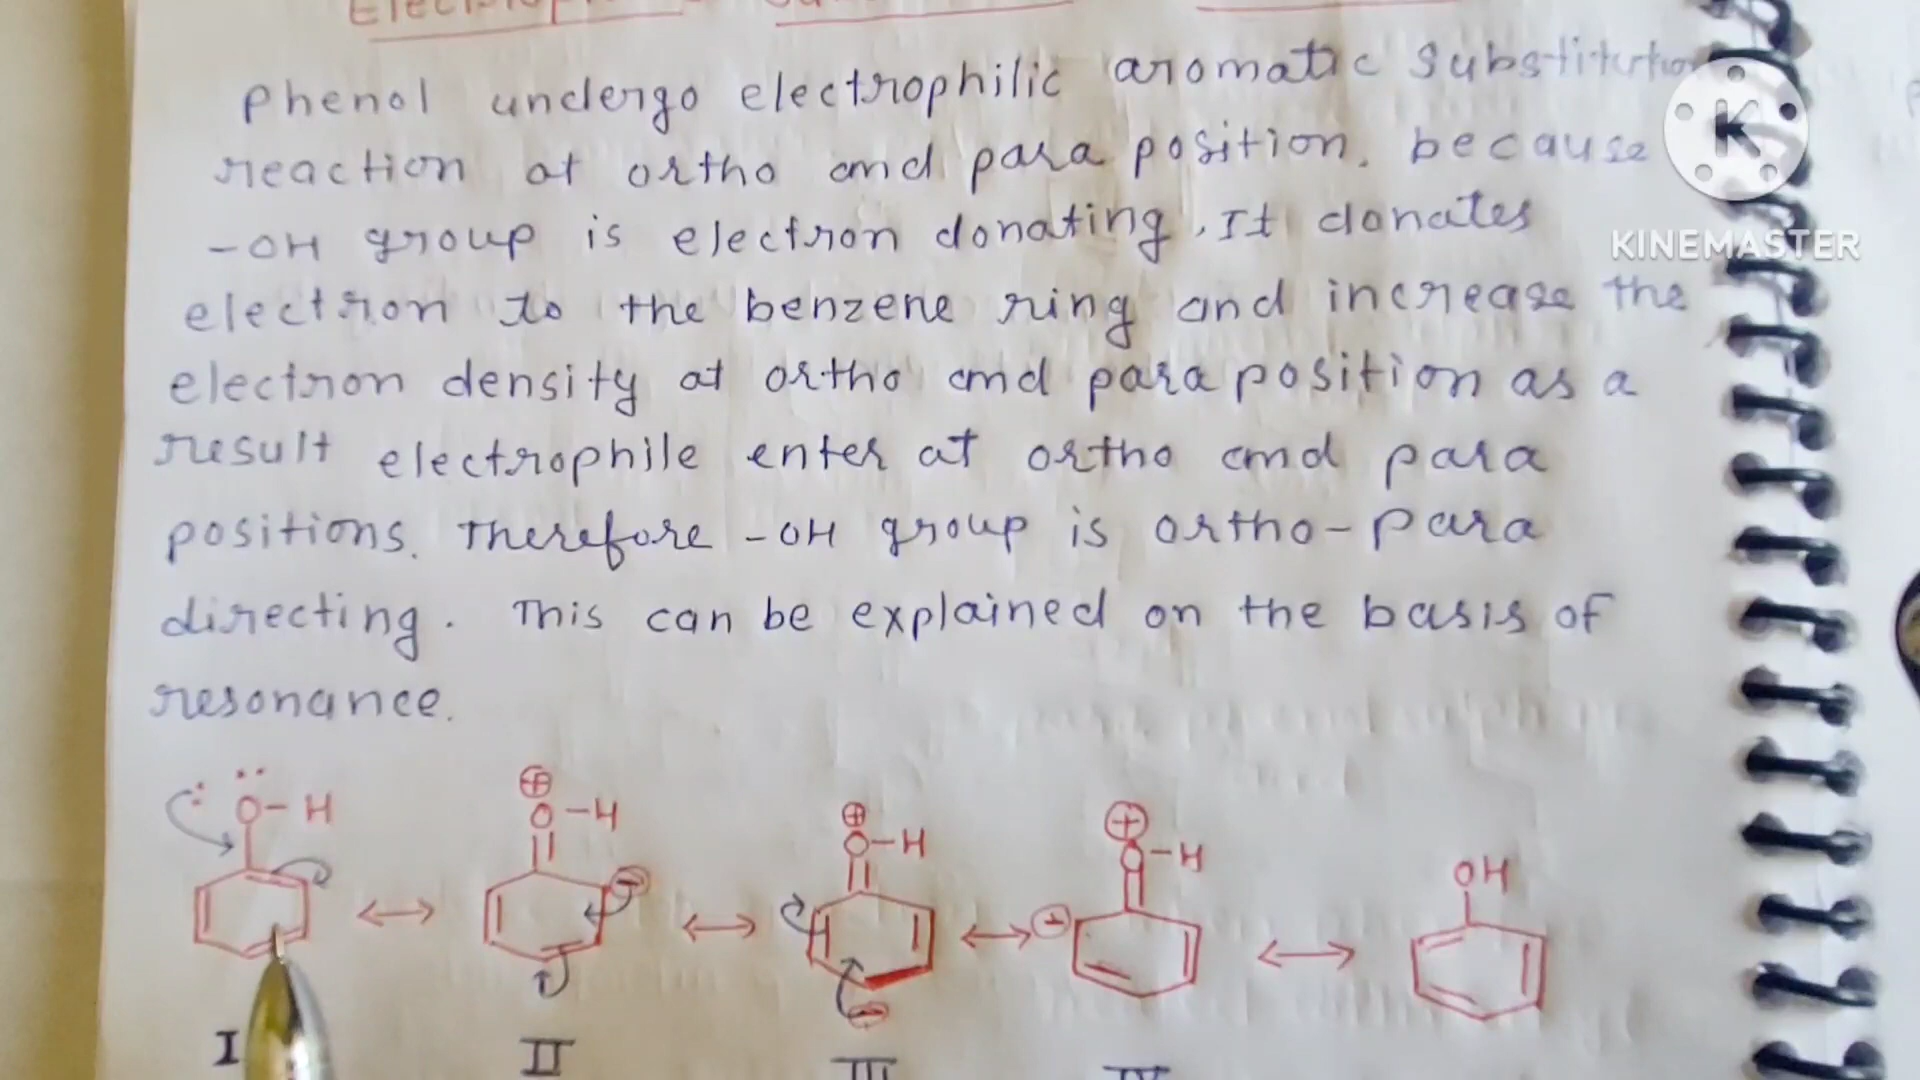 Phenol undergo electrophilic aromatic substitution
reaction at ortho and para position. because
-OH group is electron donating. It donates
electron to the benzene ring and increase the
electron density at ortho and para position as a
result electrophile enter at ortho and para
positions. Therefore -OH group is ortho-para
directing. This can be explained on the basis of
resonance.
K
KINEMASTER
O-H
⊕
O-H
⊖
⊕
O-H
⊖
⊕
O-H
⊕
OH
I II III IV